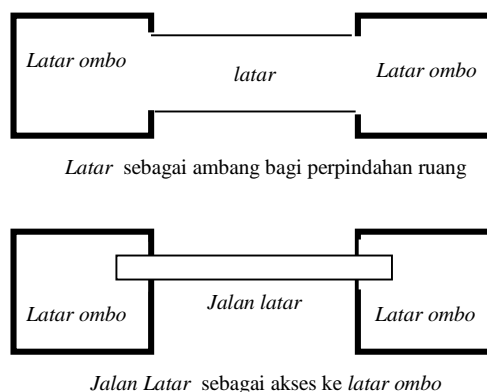 Latar ombo
latar
Latar ombo
Latar sebagai ambang bagi perpindahan ruang
Latar ombo
Jalan latar
Latar ombo
Jalan Latar sebagai akses ke latar ombo